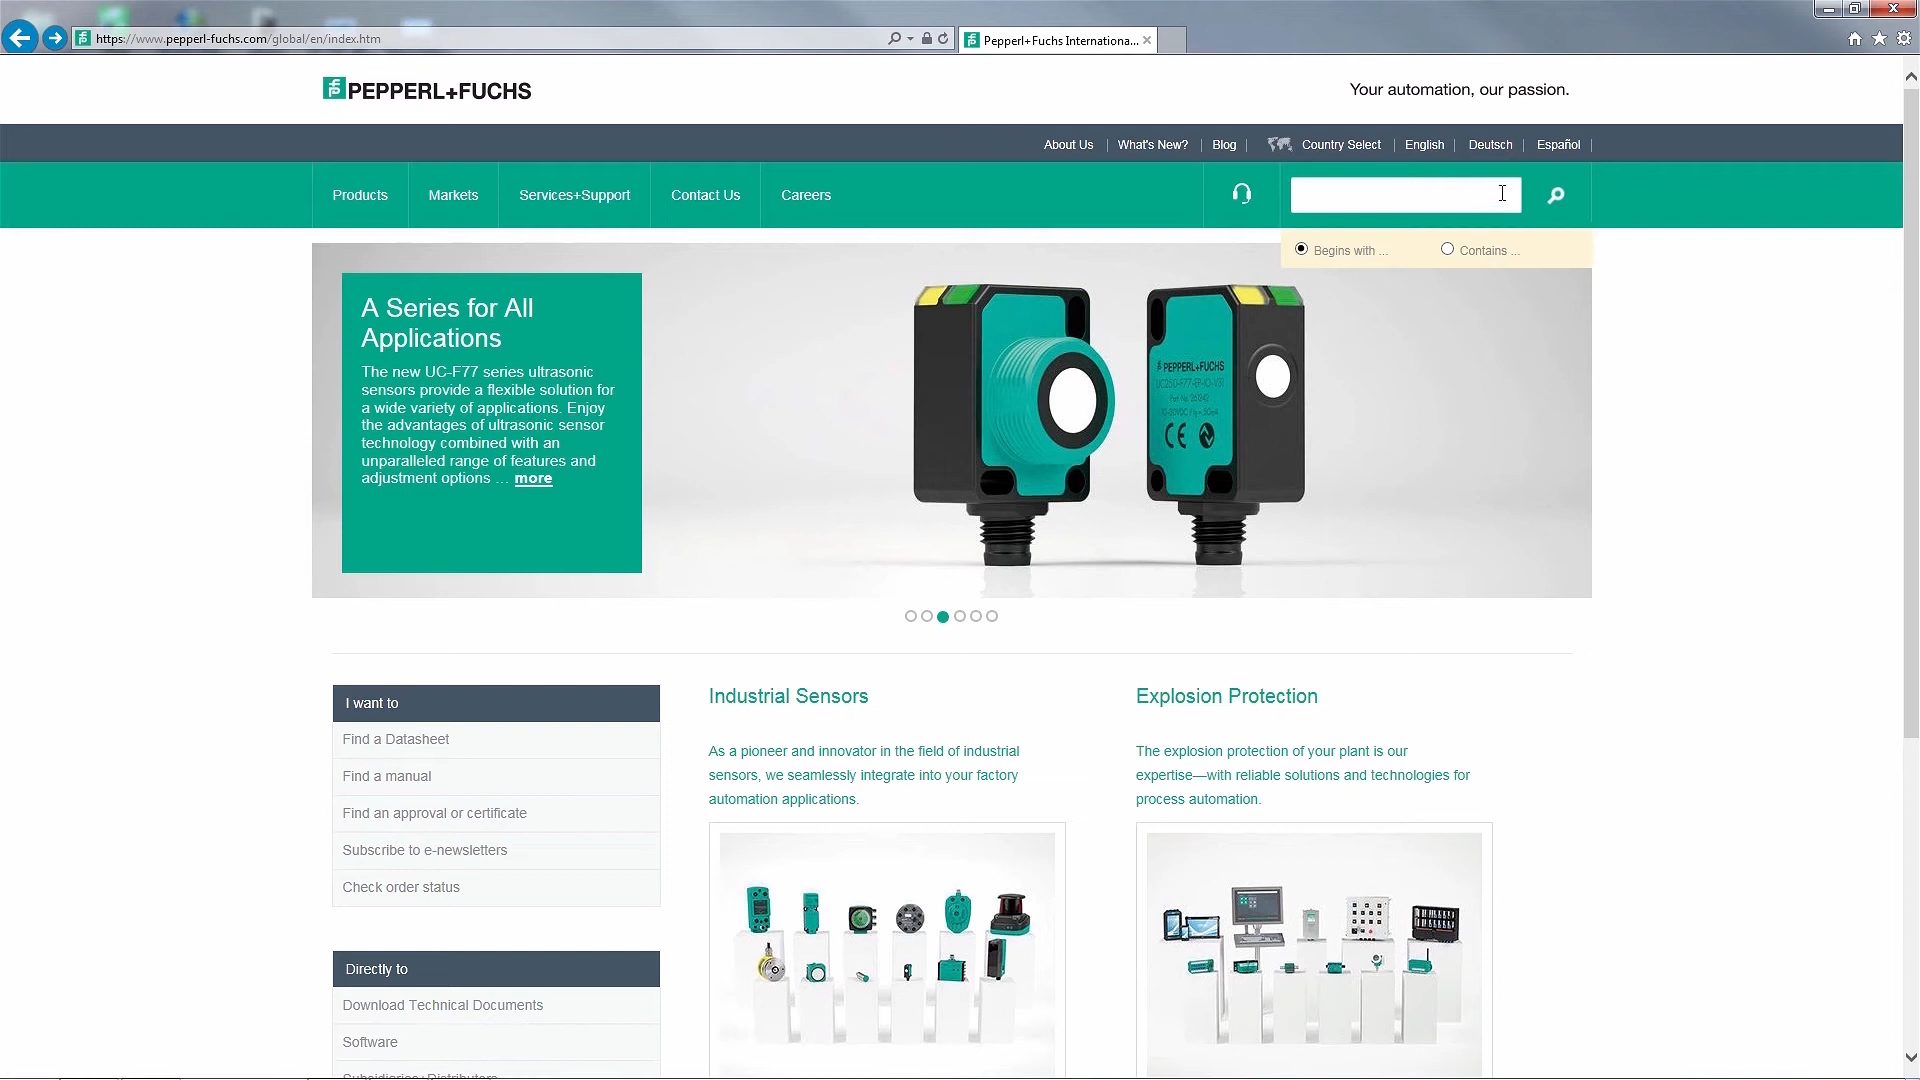 https://www.pepperl-fuchs.com/global/en/index.htm
Pepperl+Fuchs Internationa...
PEPPERL+FUCHS
Your automation, our passion.
About Us
What's New?
Blog
Country Select
English
Deutsch
Español
Products
Markets
Services+Support
Contact Us
Careers
Begins with ...
Contains ...
A Series for All
Applications
The new UC-F77 series ultrasonic
sensors provide a flexible solution for
a wide variety of applications. Enjoy
the advantages of ultrasonic sensor
technology combined with an
unparalleled range of features and
adjustment options … more
PEPPERL+FUCHS
CE
I want to
Find a Datasheet
Find a manual
Find an approval or certificate
Subscribe to e-newsletters
Check order status
Directly to
Download Technical Documents
Software
Industrial Sensors
As a pioneer and innovator in the field of industrial
sensors, we seamlessly integrate into your factory
automation applications.
Explosion Protection
The explosion protection of your plant is our
expertise—with reliable solutions and technologies for
process automation.